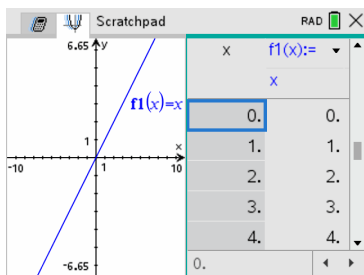 Scratchpad RAD
6.65 y
f1(x)=x
1
x
-10 1 10
-6.65
x f1(x):=
x
0. 0.
1. 1.
2. 2.
3. 3.
4. 4.
0.